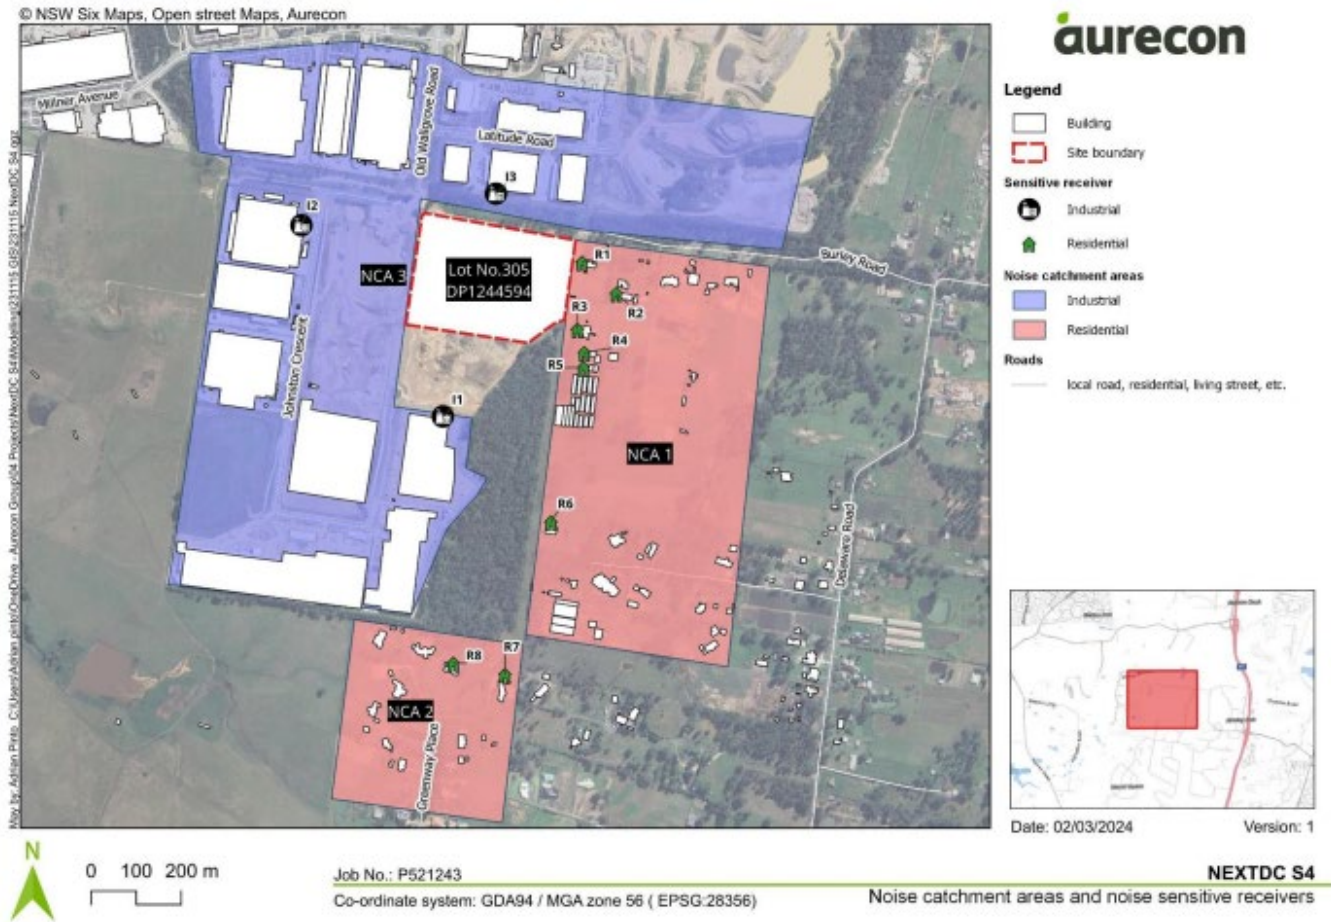 © NSW Six Maps, Open street Maps, Aurecon
aurecon
Legend
Building
Site boundary
Sensitive receiver
Industrial
Residential
Noise catchment areas
Industrial
Residential
Roads
local road, residential, living street, etc.
Millner Avenue
Old Wallgrove Road
Latitude Road
I3
I2
NCA 3
Lot No.305
DP1244594
R1
Burley Road
R2
R3
R4
R5
Johnston Crescent
I1
NCA 1
R6
Delaware Road
R8
R7
NCA 2
Greenway Place
Date: 02/03/2024
Version: 1
N
0 100 200 m
Job No.: P521243
NEXTDC S4
Co-ordinate system: GDA94 / MGA zone 56 ( EPSG:28356)
Noise catchment areas and noise sensitive receivers